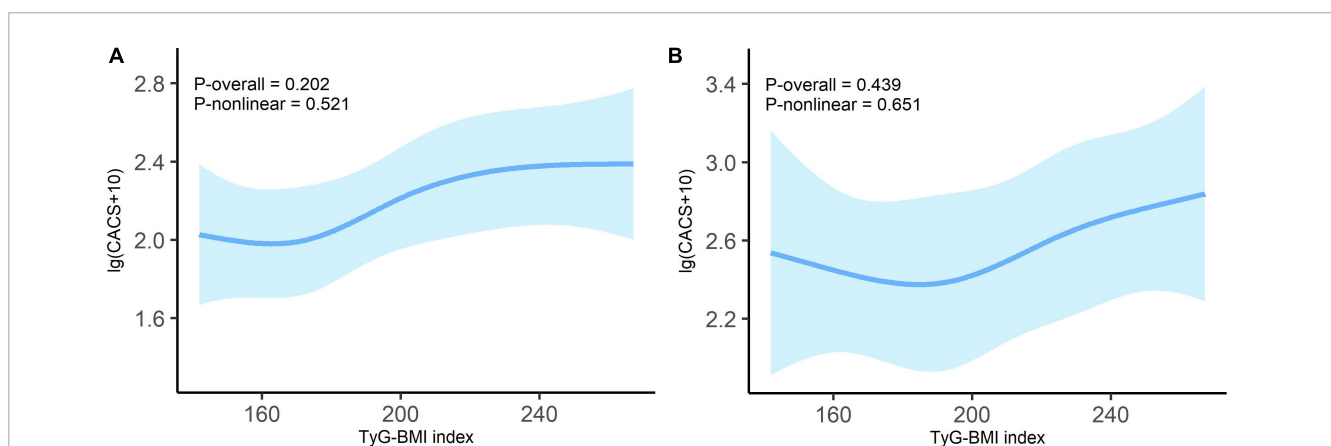 A
P-overall = 0.202
P-nonlinear = 0.521
2.8
2.4
2.0
1.6
lg(CACS+10)
160
200
240
TyG-BMI index
B
P-overall = 0.439
P-nonlinear = 0.651
3.4
3.0
2.6
2.2
lg(CACS+10)
160
200
240
TyG-BMI index